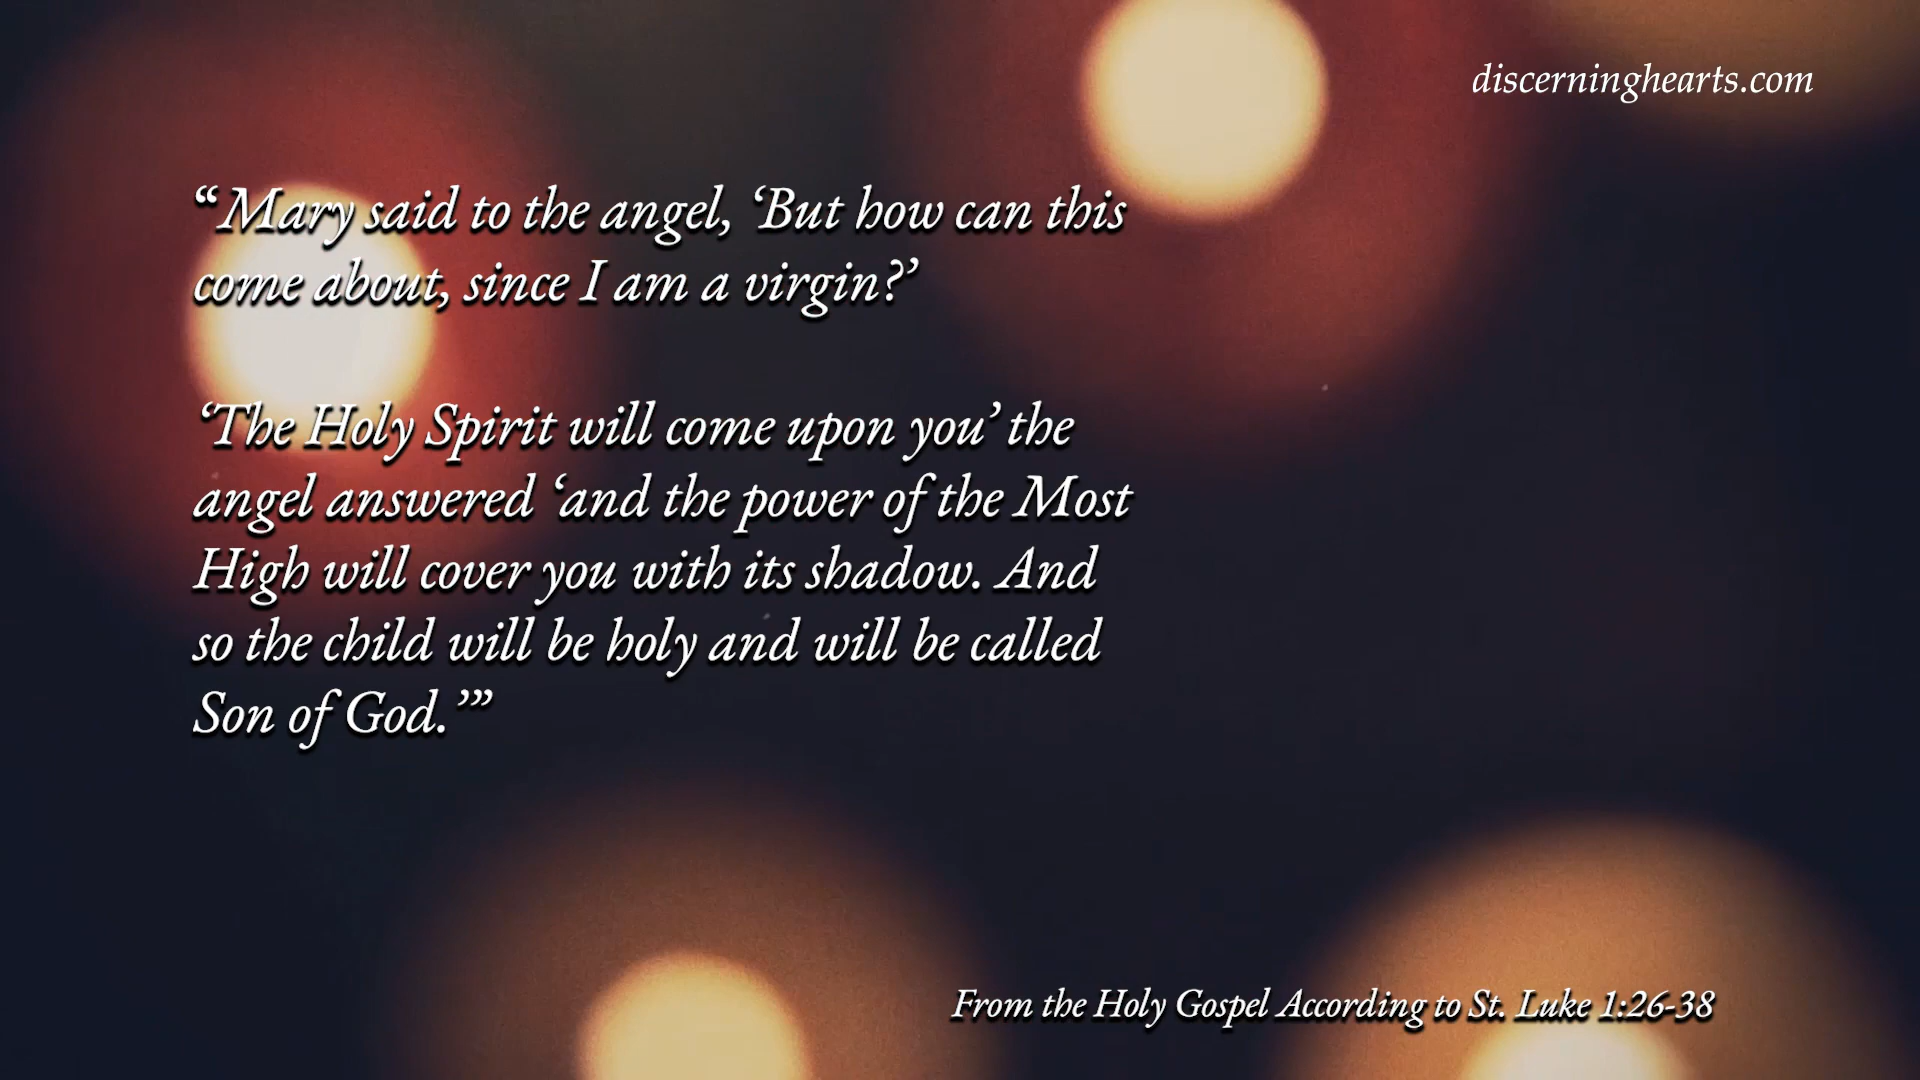 discerninghearts.com
“Mary said to the angel, ‘But how can this
come about, since I am a virgin?’
‘The Holy Spirit will come upon you’ the
angel answered ‘and the power of the Most
High will cover you with its shadow. And
so the child will be holy and will be called
Son of God.’”
From the Holy Gospel According to St. Luke 1:26-38